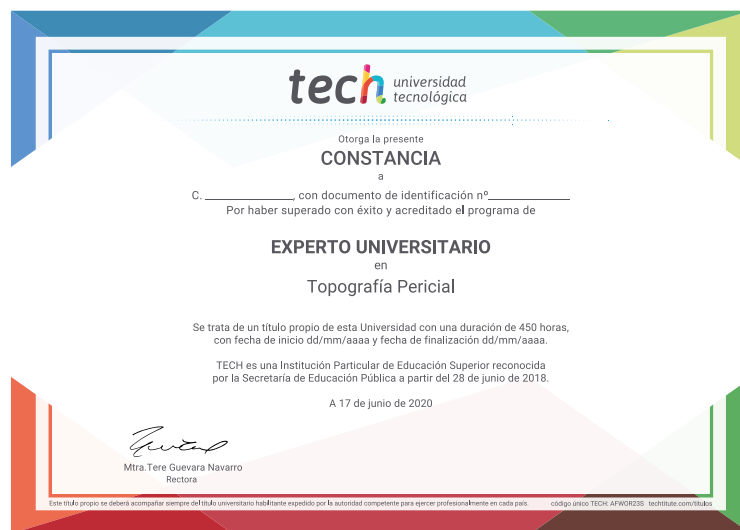 tech universidad
tecnológica
Otorga la presente
CONSTANCIA
a
C. ____________, con documento de identificación nº____________
Por haber superado con éxito y acreditado el programa de
EXPERTO UNIVERSITARIO
en
Topografía Pericial
Se trata de un título propio de esta Universidad con una duración de 450 horas,
con fecha de inicio dd/mm/aaaa y fecha de finalización dd/mm/aaaa.
TECH es una Institución Particular de Educación Superior reconocida
por la Secretaría de Educación Pública a partir del 28 de junio de 2018.
A 17 de junio de 2020
Mtra.Tere Guevara Navarro
Rectora
Este título propio se deberá acompañar siempre del título universitario habilitante expedido por la autoridad competente para ejercer profesionalmente en cada país. código único TECH: AFWOR23S techtitute.com/titulos